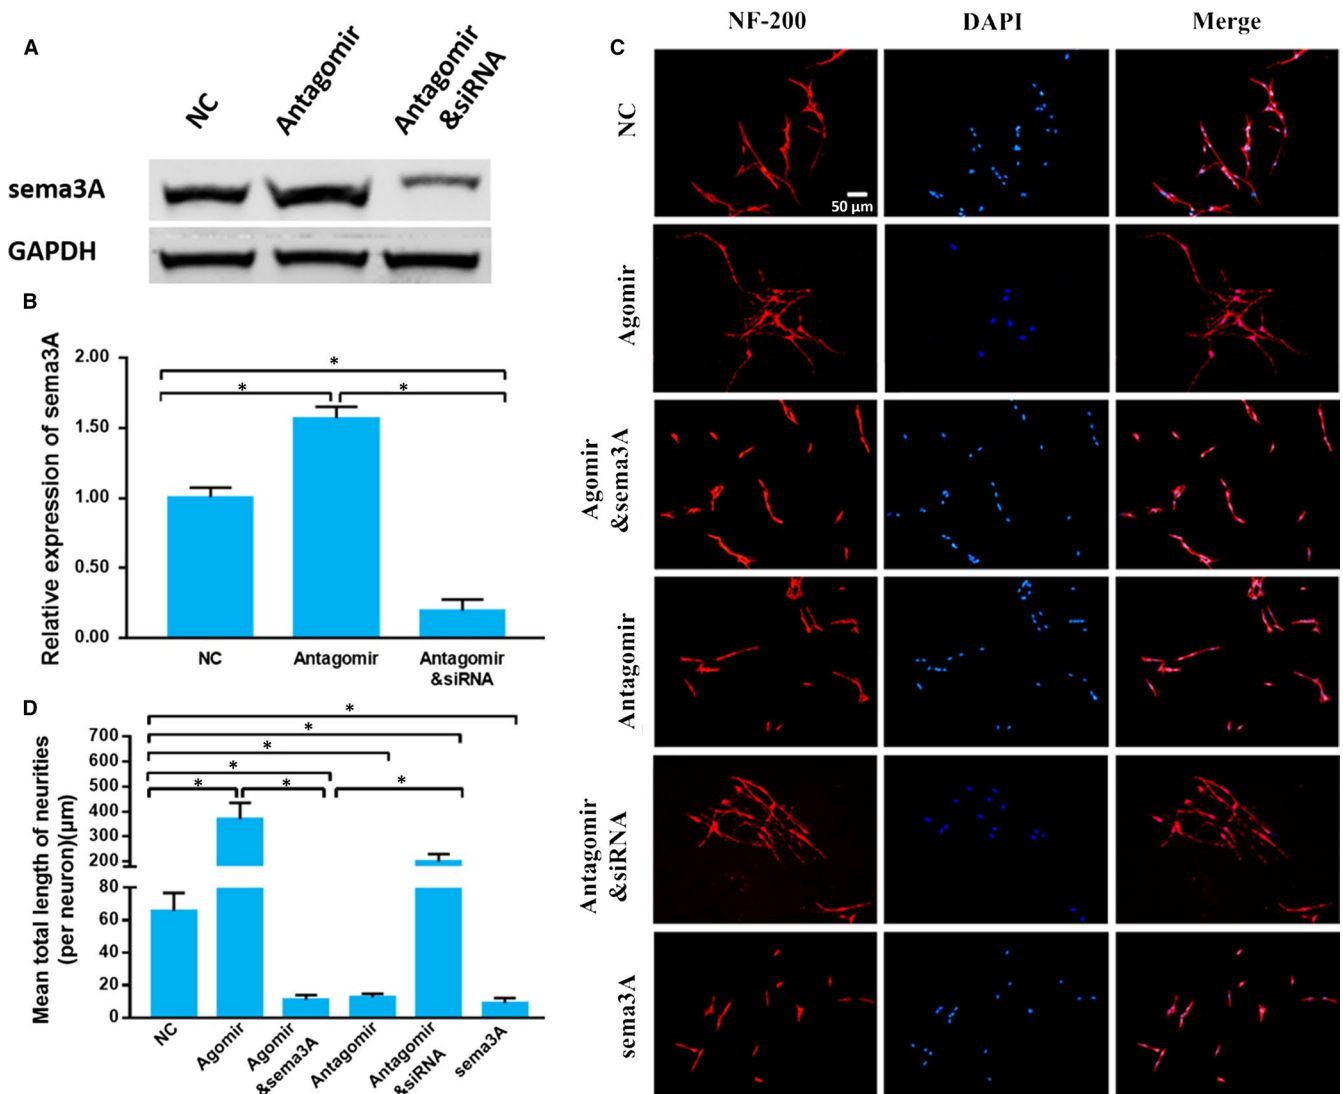 A
NC
Antagomir
Antagomir
&siRNA
sema3A
GAPDH
B
Relative expression of sema3A
2.00
1.50
1.00
0.50
0.00
*
*
*
NC
Antagomir
Antagomir
&siRNA
D
Mean total length of neurities
(per neuron)(μm)
700
600
500
400
300
200
80
60
40
20
0
*
*
*
*
*
*
*
NC
Agomir
Agomir
&sema3A
Antagomir
Antagomir
&siRNA
sema3A
C
NF-200
DAPI
Merge
NC
50 μm
Agomir
Agomir
&sema3A
Antagomir
Antagomir
&siRNA
sema3A